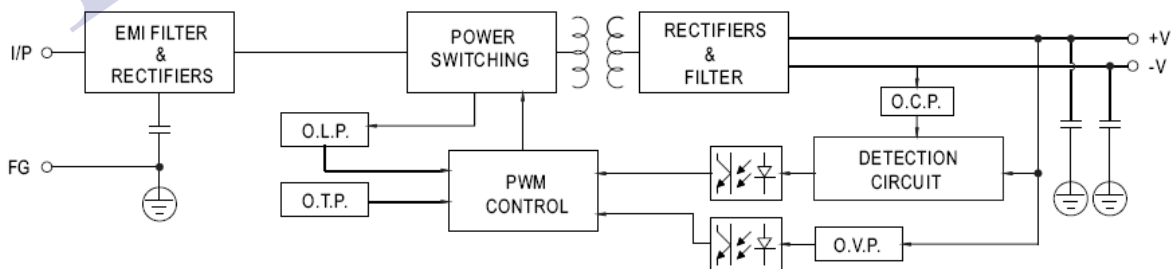 EMI FILTER
&
RECTIFIERS
POWER
SWITCHING
RECTIFIERS
&
FILTER
I/P
+V
-V
O.C.P.
O.L.P.
DETECTION
CIRCUIT
FG
PWM
CONTROL
O.T.P.
O.V.P.